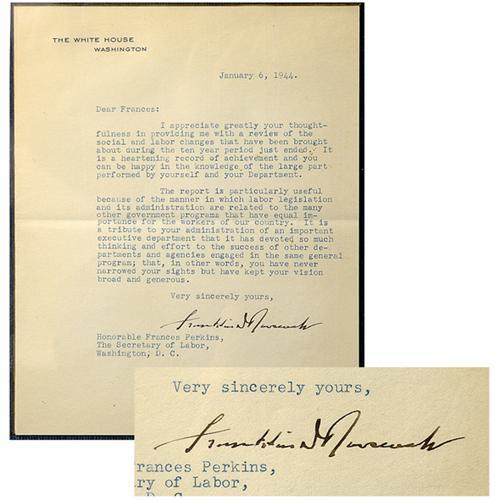 THE WHITE HOUSE
WASHINGTON
January 6, 1944.
Dear Frances:
I appreciate greatly your thought-
fulness in providing me with a review of the
social and labor changes that have been brought
about during the ten year period just ended. It
is a heartening record of achievement and you
can be happy in the knowledge of the large part
performed by yourself and your Department.
The report is particularly useful
because of the manner in which labor legislation
and its administration are related to the many
other government programs that have equal im-
portance for the workers of our country. It is
a tribute to your administration of an important
executive department that it has devoted so much
thinking and effort to the success of other de-
partments and agencies engaged in the same general
program; that, in other words, you have never
narrowed your sights but have kept your vision
broad and generous.
Very sincerely yours,
Franklin D Roosevelt
Honorable Frances Perkins,
The Secretary of Labor,
Washington, D. C.
Very sincerely yours,
Franklin D Roosevelt
rances Perkins,
ry of Labor,
D. C.